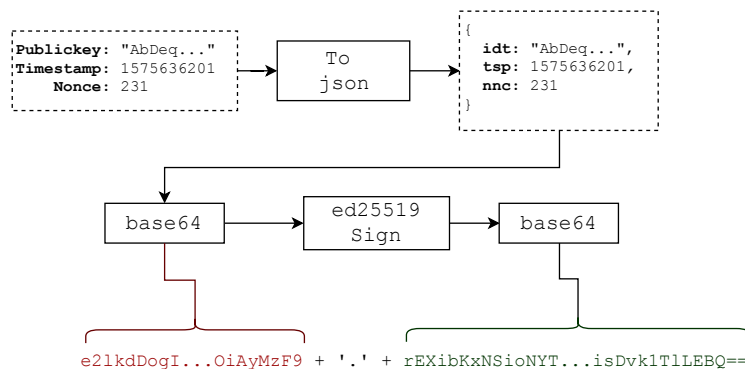 Publickey: "AbDeq..."
Timestamp: 1575636201
Nonce: 231
To
json
{
idt: "AbDeq...",
tsp: 1575636201,
nnc: 231
}
base64
ed25519
Sign
base64
e2lkdDogI...OiAyMzF9 + '.' + rEXibKxNSioNYT...isDvk1TlLEBQ==